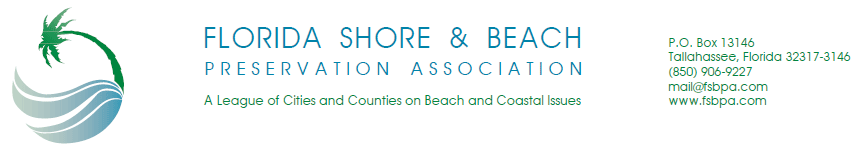 FLORIDA SHORE & BEACH
PRESERVATION ASSOCIATION
A League of Cities and Counties on Beach and Coastal Issues
P.O. Box 13146
Tallahassee, Florida 32317-3146
(850) 906-9227
mail@fsbpa.com
www.fsbpa.com